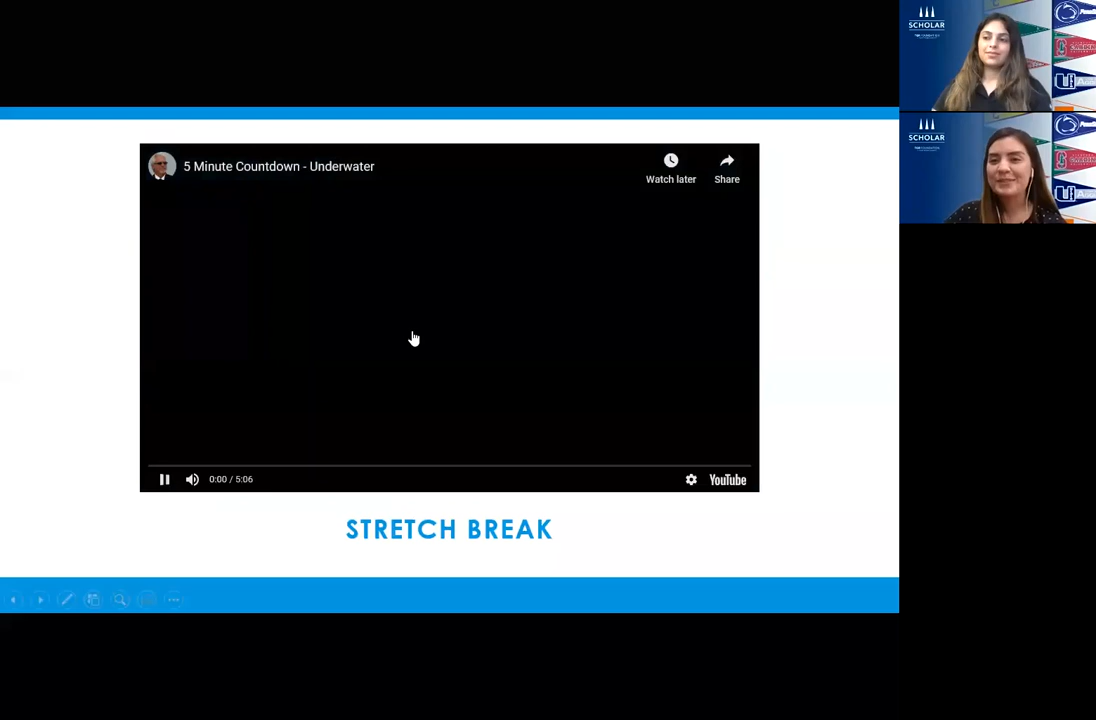 5 Minute Countdown - Underwater
Watch later
Share
0:00 / 5:06
YouTube
STRETCH BREAK
SCHOLAR
SCHOLAR